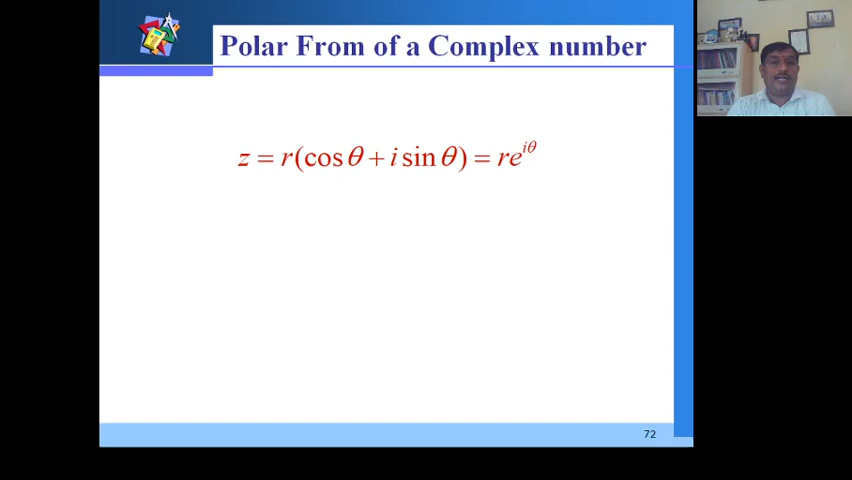 Polar From of a Complex number
z = r(cos θ + i sin θ) = re^{iθ}
72